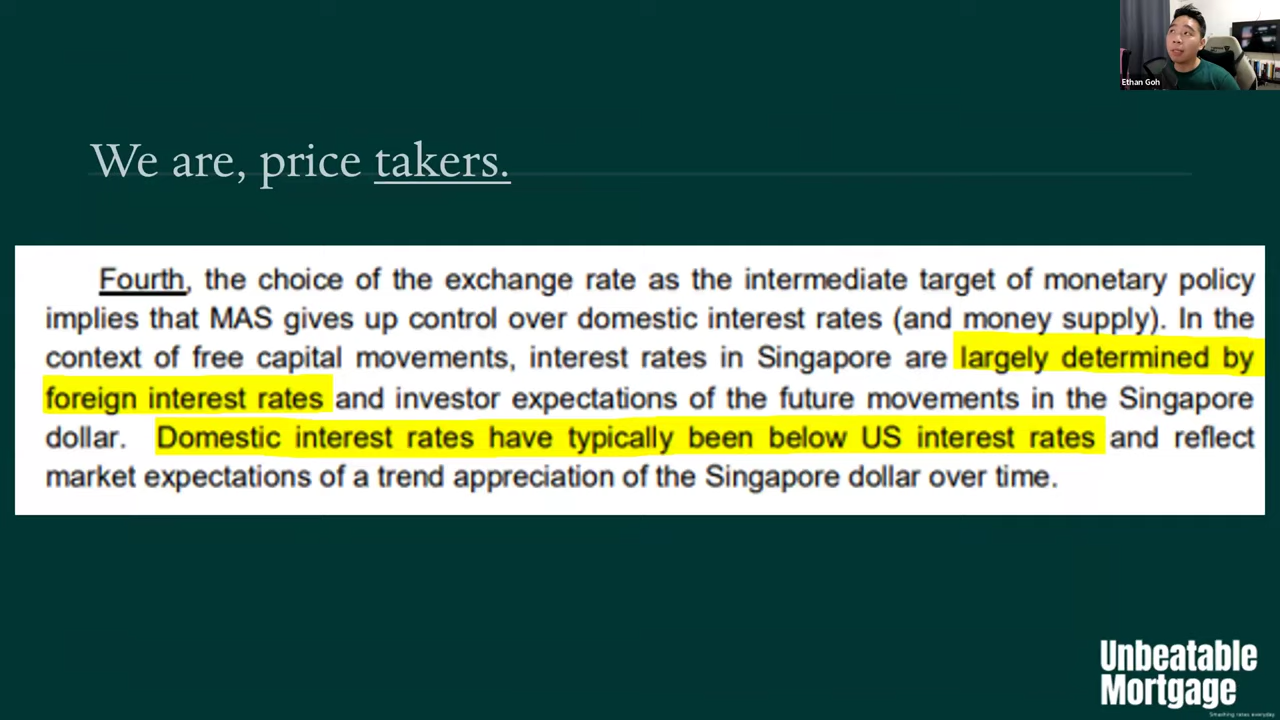 Ethan Goh
We are, price takers.
Fourth, the choice of the exchange rate as the intermediate target of monetary policy
implies that MAS gives up control over domestic interest rates (and money supply). In the
context of free capital movements, interest rates in Singapore are largely determined by
foreign interest rates and investor expectations of the future movements in the Singapore
dollar. Domestic interest rates have typically been below US interest rates and reflect
market expectations of a trend appreciation of the Singapore dollar over time.
Unbeatable
Mortgage
Smashing rates everyday